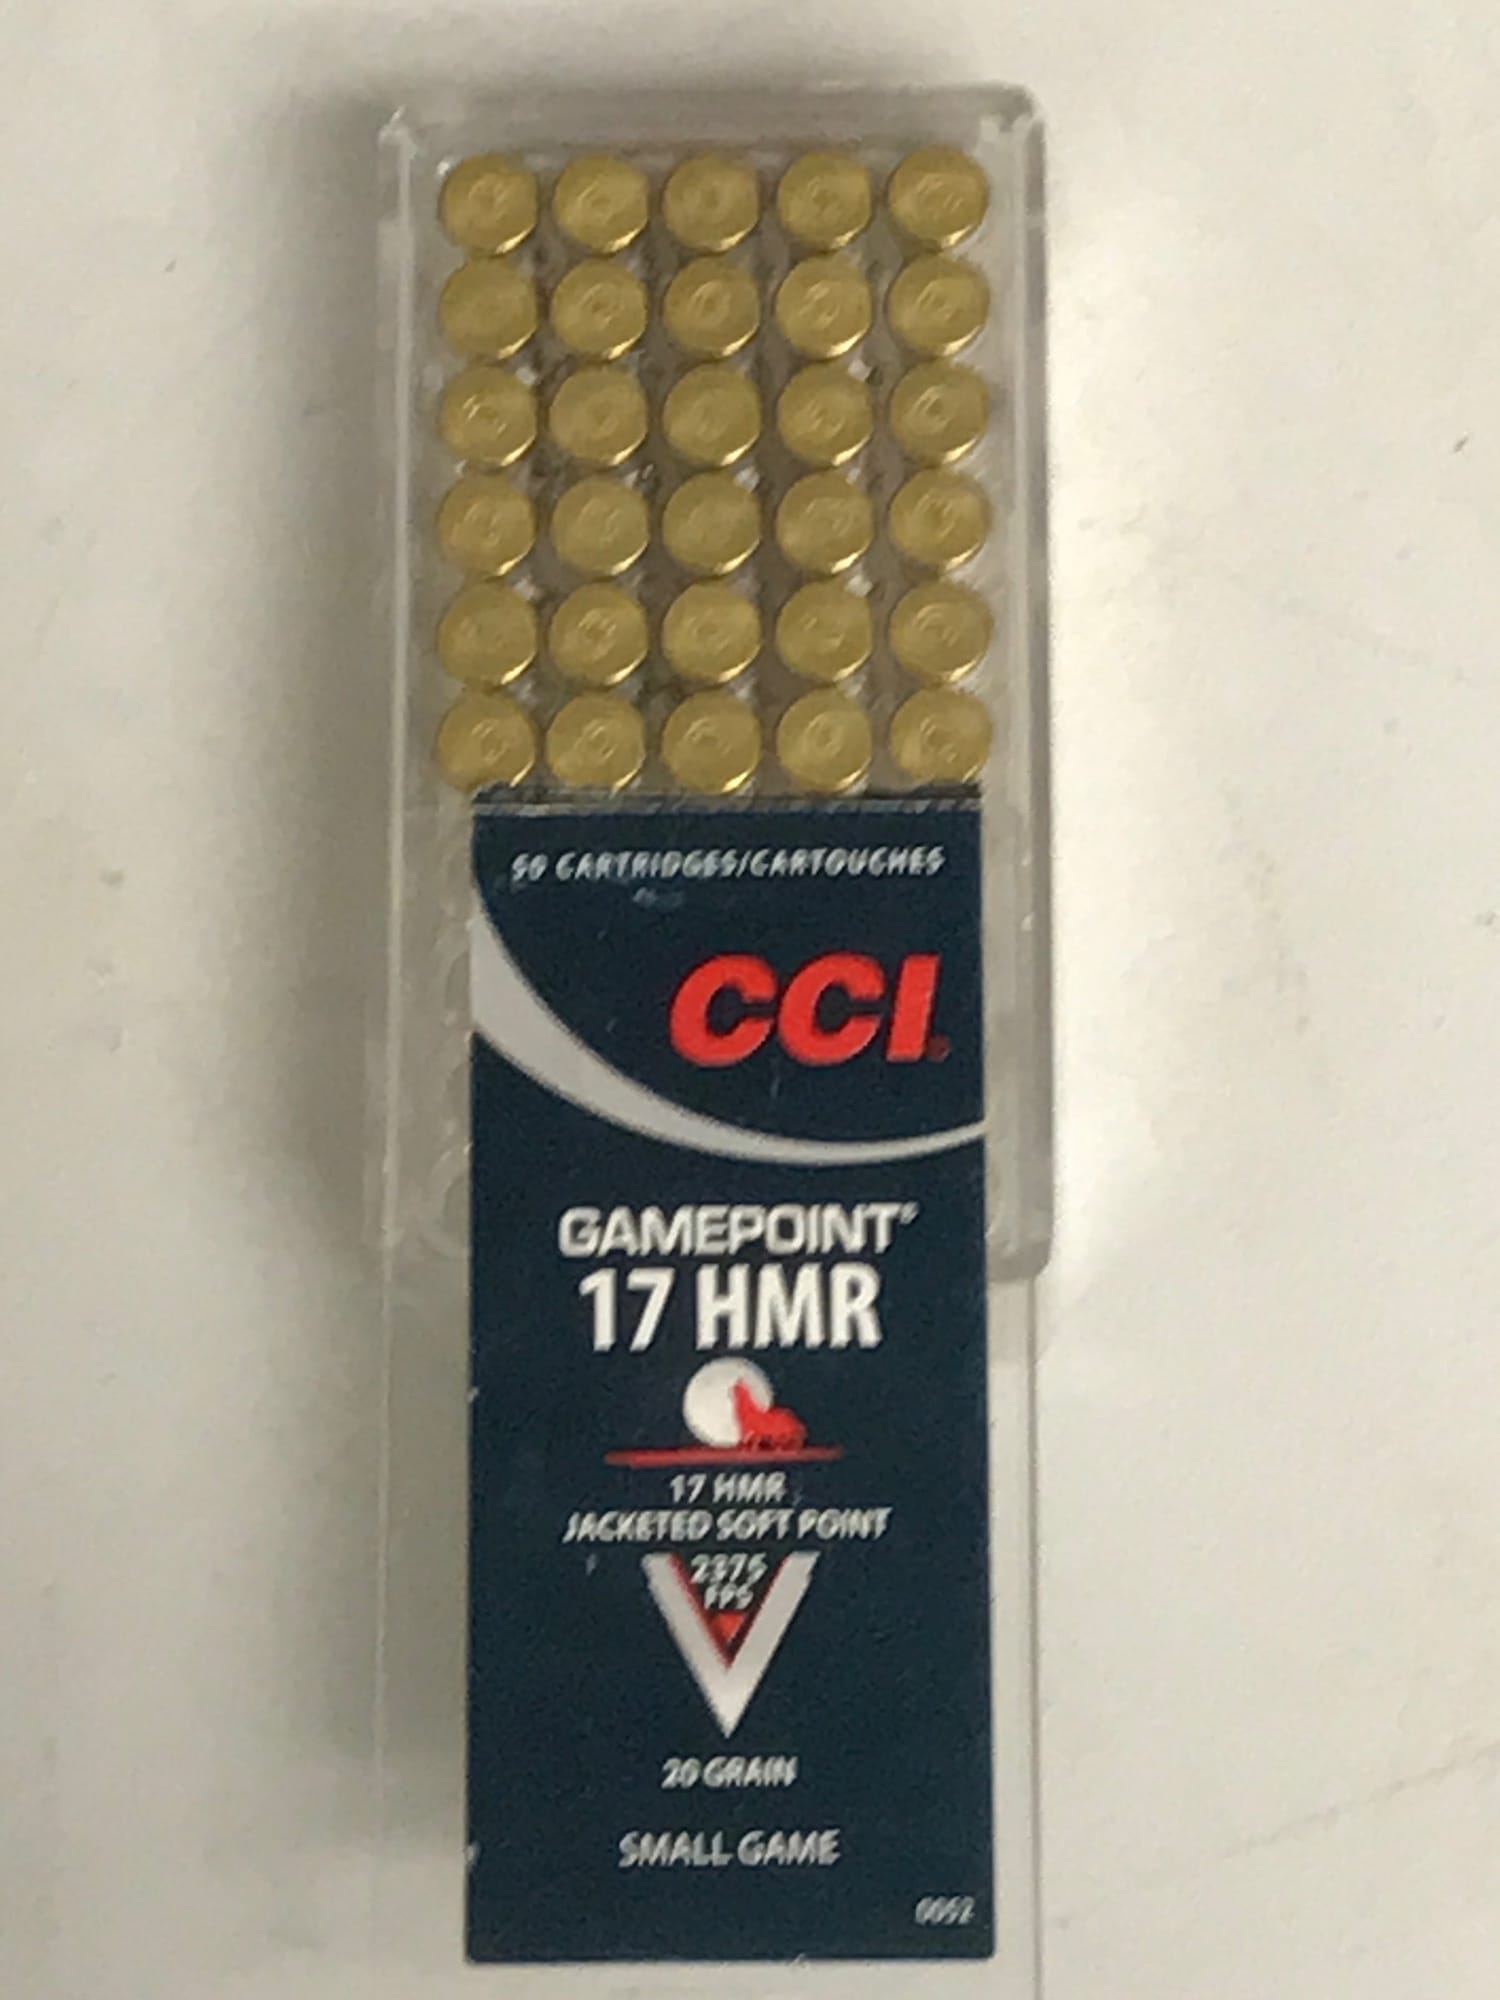 50 CARTRIDGES/CARTOUCHES
CCI®
GAMEPOINT®
17 HMR
17 HMR
JACKETED SOFT POINT
2375
FPS
20 GRAIN
SMALL GAME
0052